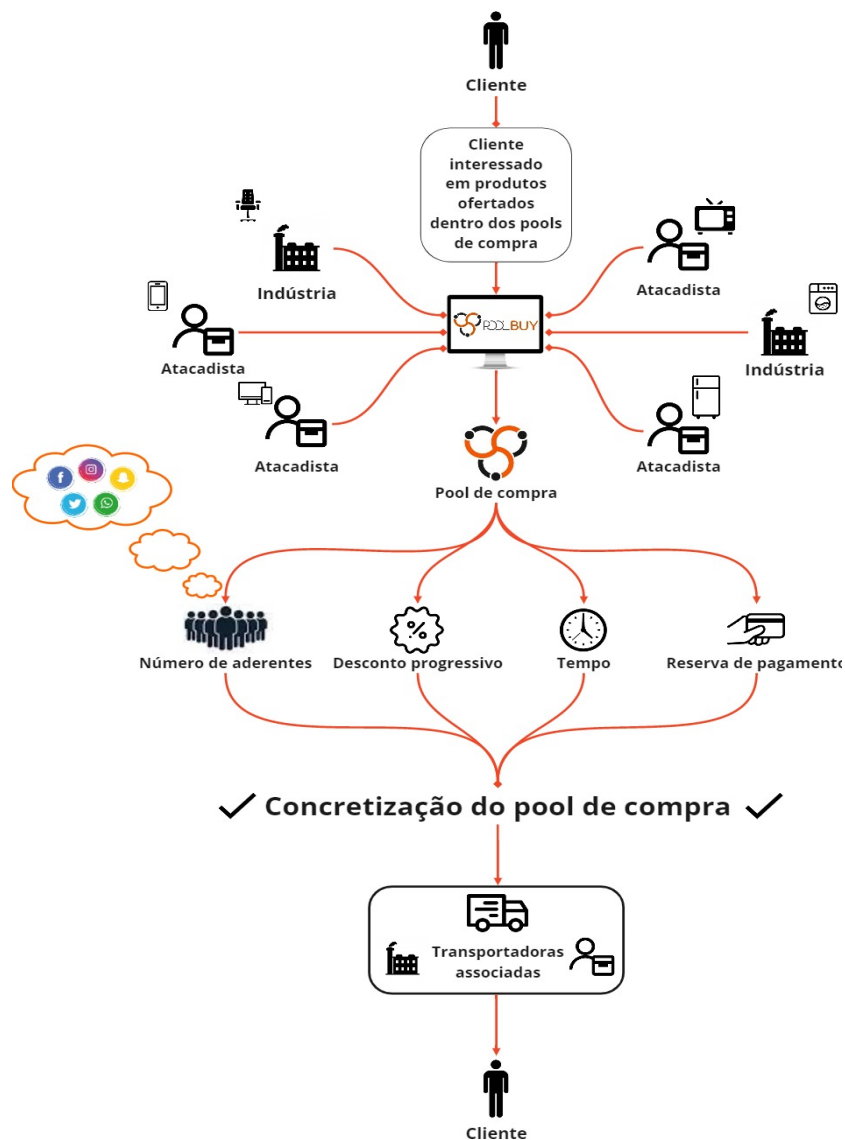 Cliente
Cliente
interessado
em produtos
ofertados
dentro dos pools
de compra
Indústria
Atacadista
POOLBUY
Atacadista
Indústria
Atacadista
Atacadista
Pool de compra
Número de aderentes
Desconto progressivo
Tempo
Reserva de pagamento
Concretização do pool de compra
Transportadoras
associadas
Cliente